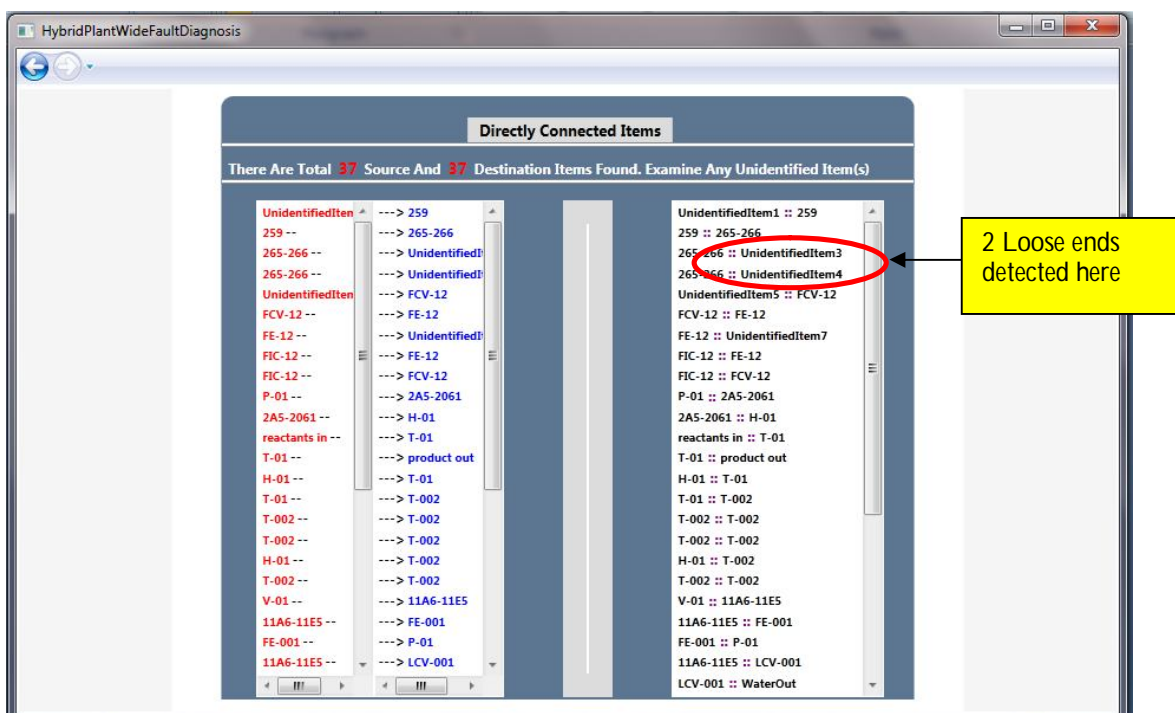 HybridPlantWideFaultDiagnosis
Directly Connected Items
There Are Total 37 Source And 37 Destination Items Found. Examine Any Unidentified Item(s)
UnidentifiedIten
259 --
265-266 --
265-266 --
UnidentifiedIten
FCV-12 --
FE-12 --
FIC-12 --
FIC-12 --
P-01 --
2A5-2061 --
reactants in --
T-01 --
H-01 --
T-01 --
T-002 --
T-002 --
H-01 --
T-002 --
V-01 --
11A6-11E5 --
FE-001 --
11A6-11E5 --
---> 259
---> 265-266
---> UnidentifiedI
---> UnidentifiedI
---> FCV-12
---> FE-12
---> UnidentifiedI
---> FE-12
---> FCV-12
---> 2A5-2061
---> H-01
---> T-01
---> product out
---> T-01
---> T-002
---> T-002
---> T-002
---> T-002
---> T-002
---> 11A6-11E5
---> FE-001
---> P-01
---> LCV-001
UnidentifiedItem1 :: 259
259 :: 265-266
265-266 :: UnidentifiedItem3
265-266 :: UnidentifiedItem4
UnidentifiedItem5 :: FCV-12
FCV-12 :: FE-12
FE-12 :: UnidentifiedItem7
FIC-12 :: FE-12
FIC-12 :: FCV-12
P-01 :: 2A5-2061
2A5-2061 :: H-01
reactants in :: T-01
T-01 :: product out
H-01 :: T-01
T-01 :: T-002
T-002 :: T-002
T-002 :: T-002
H-01 :: T-002
T-002 :: T-002
V-01 :: 11A6-11E5
11A6-11E5 :: FE-001
FE-001 :: P-01
11A6-11E5 :: LCV-001
LCV-001 :: WaterOut
2 Loose ends
detected here